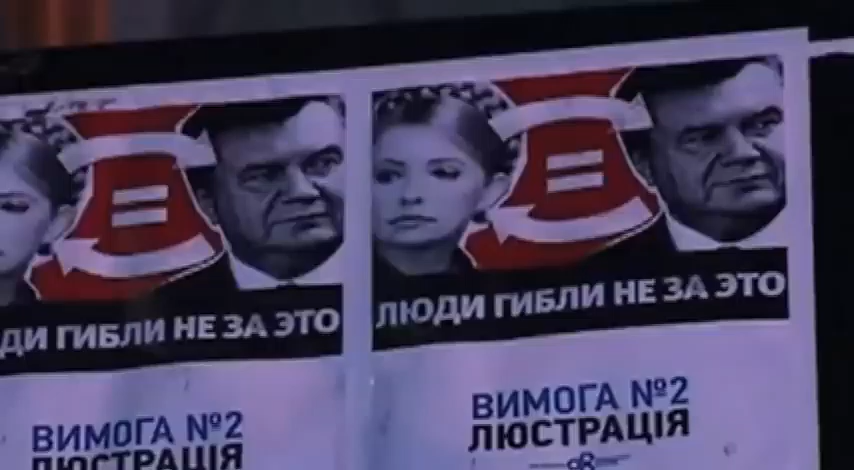 ДИ ГИБЛИ НЕ ЗА ЭТО
ВИМОГА №2
ЛЮСТРАЦІЯ
ЛЮДИ ГИБЛИ НЕ ЗА ЭТО
ВИМОГА №2
ЛЮСТРАЦІЯ